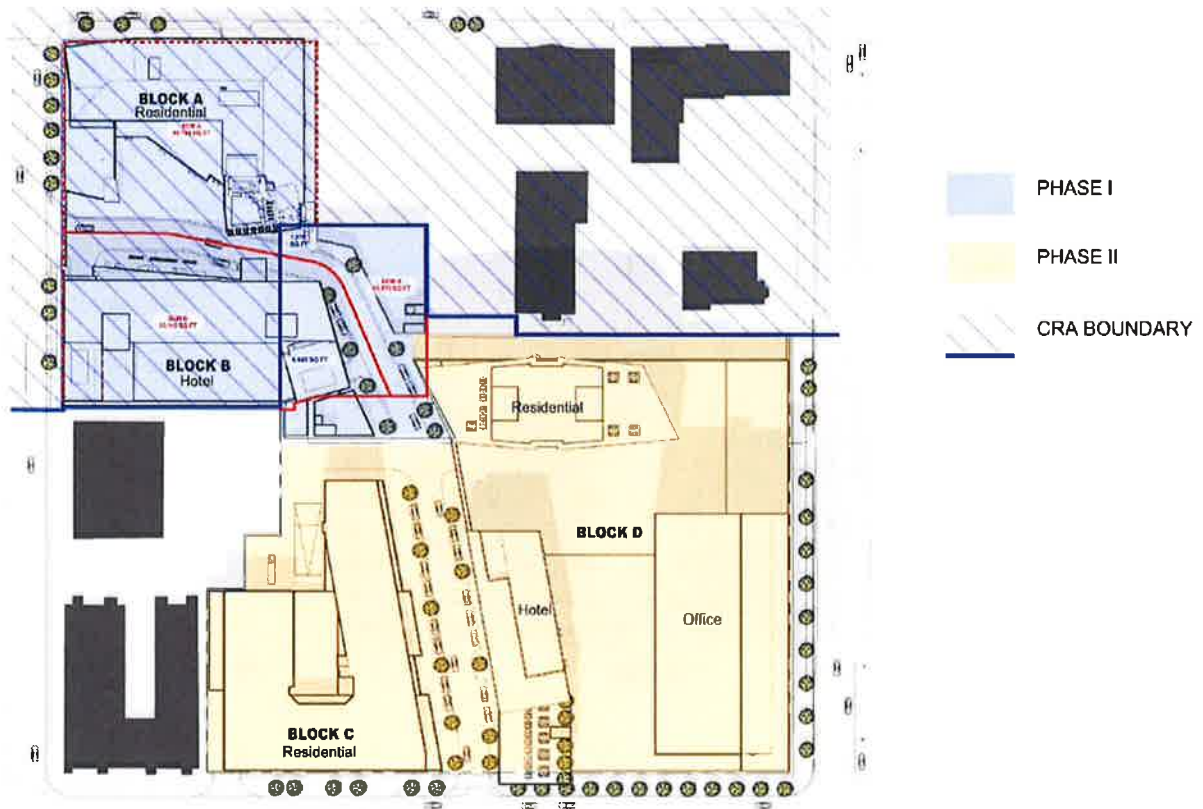 BLOCK A
Residential
PHASE I
PHASE II
CRA BOUNDARY
BLOCK B
Hotel
Residential
BLOCK D
Hotel
Office
BLOCK C
Residential